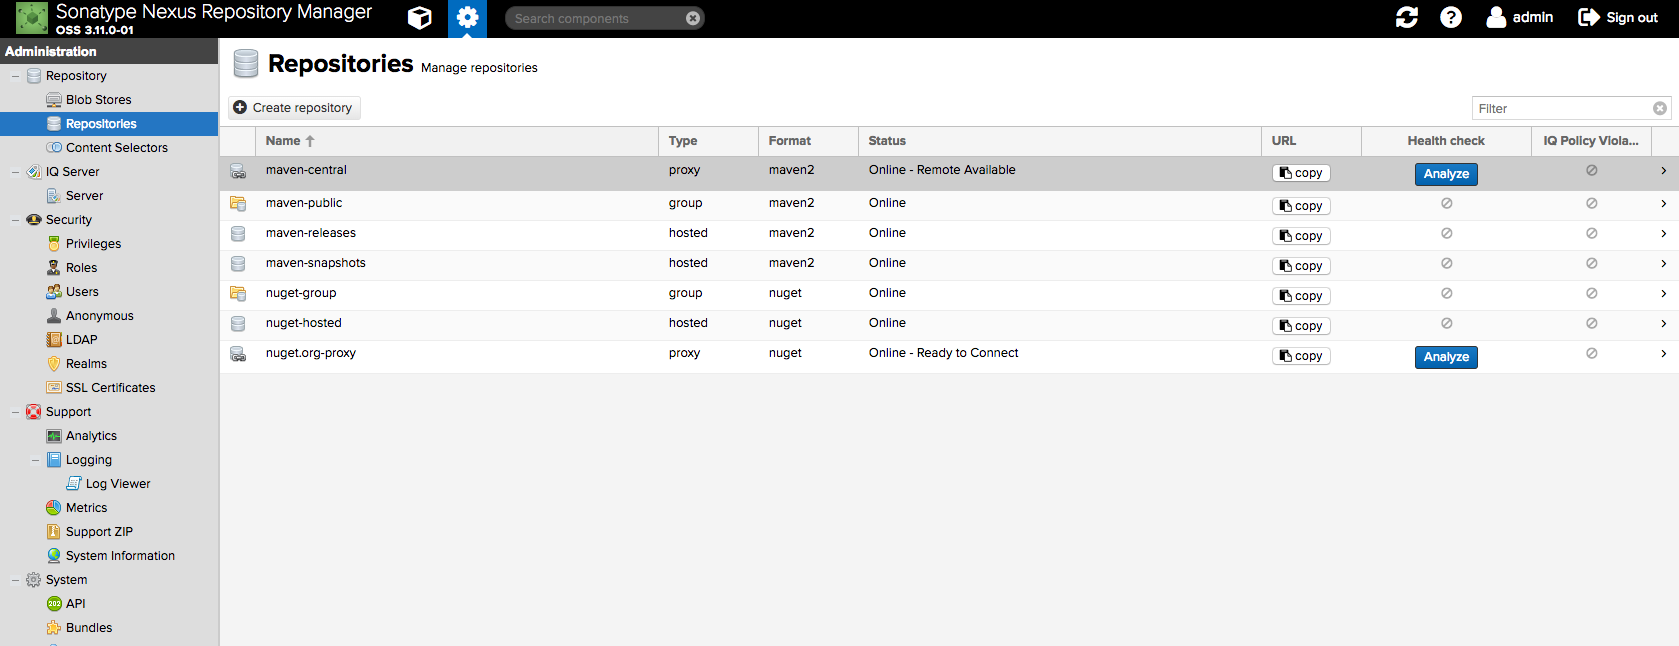 Sonatype Nexus Repository Manager
OSS 3.11.0-01
Search components
admin
Sign out
Administration
Repository
Blob Stores
Repositories
Content Selectors
IQ Server
Server
Security
Privileges
Roles
Users
Anonymous
LDAP
Realms
SSL Certificates
Support
Analytics
Logging
Log Viewer
Metrics
Support ZIP
System Information
System
API
Bundles
Repositories Manage repositories
Create repository
Filter
Name Type Format Status URL Health check IQ Policy Viola...
maven-central proxy maven2 Online - Remote Available copy Analyze
maven-public group maven2 Online copy
maven-releases hosted maven2 Online copy
maven-snapshots hosted maven2 Online copy
nuget-group group nuget Online copy
nuget-hosted hosted nuget Online copy
nuget.org-proxy proxy nuget Online - Ready to Connect copy Analyze